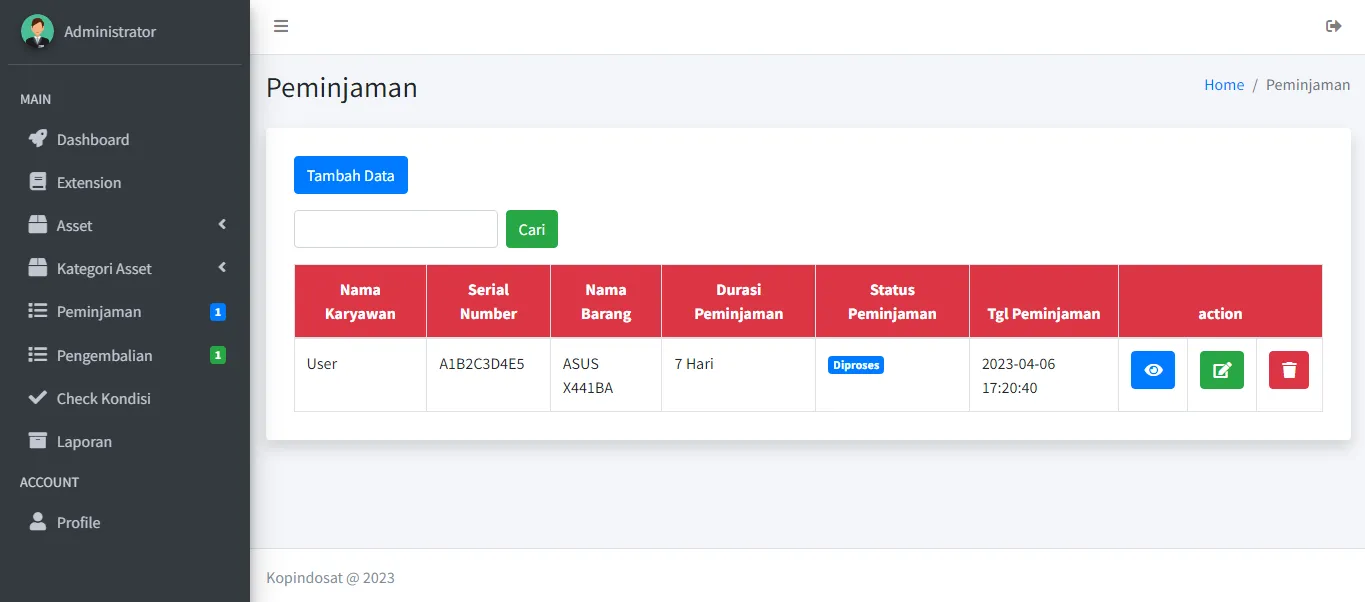 Administrator
MAIN
Dashboard
Extension
Asset
Kategori Asset
Peminjaman 1
Pengembalian 1
Check Kondisi
Laporan
ACCOUNT
Profile
Peminjaman
Home / Peminjaman
Tambah Data
Cari
Nama Karyawan Serial Number Nama Barang Durasi Peminjaman Status Peminjaman Tgl Peminjaman action
User A1B2C3D4E5 ASUS X441BA 7 Hari Diproses 2023-04-06 17:20:40
Kopindosat @ 2023